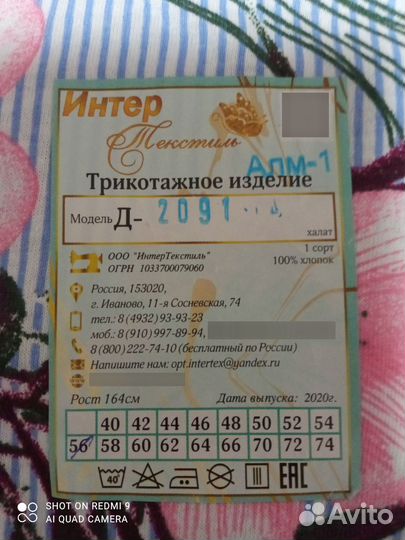 Интер
Текстиль
АЛМ-1
Трикотажное изделие
Модель Д- 2091
халат
1 сорт
100% хлопок
ООО "ИнтерТекстиль"
ОГРН 1033700079060
Россия, 153020,
г. Иваново, 11-я Сосневская, 74
тел.: 8 (4932) 93-93-23
моб.: 8 (910) 997-89-94,
8 (800) 222-74-10 (бесплатный по России)
Напишите нам: opt.intertex@yandex.ru
Рост 164см Дата выпуска: 2020г.
40 42 44 46 48 50 52 54
56 58 60 62 64 66 70 72 74
40 EAC
SHOT ON REDMI 9
AI QUAD CAMERA
Avito